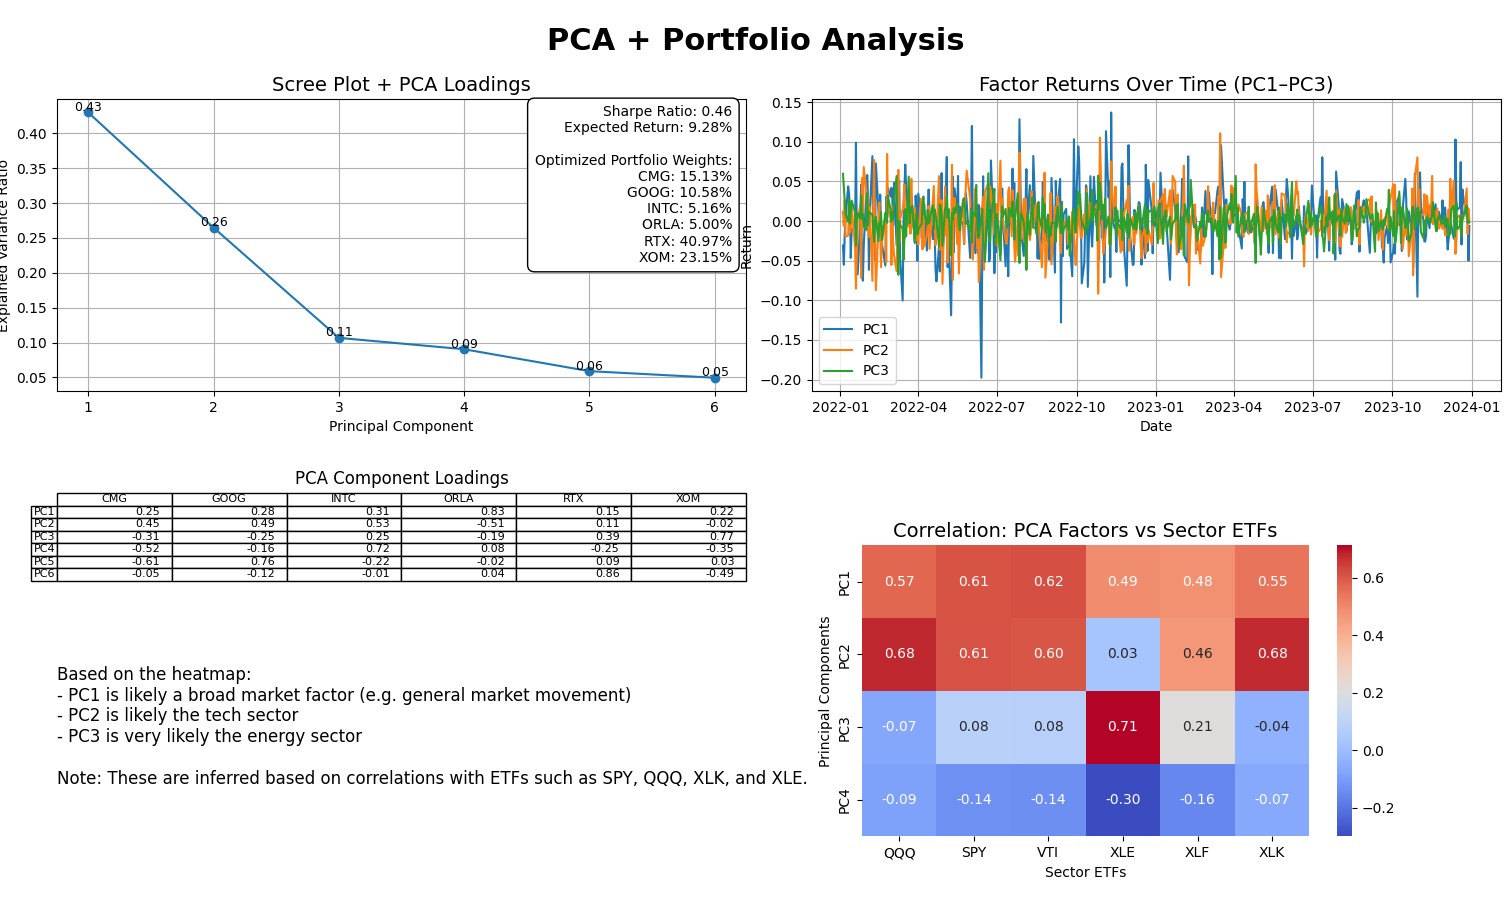 PCA + Portfolio Analysis
Scree Plot + PCA Loadings
0.43
0.26
0.11
0.09
0.06
0.05
Sharpe Ratio: 0.46
Expected Return: 9.28%
Optimized Portfolio Weights:
CMG: 15.13%
GOOG: 10.58%
INTC: 5.16%
ORLA: 5.00%
RTX: 40.97%
XOM: 23.15%
0.40
0.35
0.30
0.25
0.20
0.15
0.10
0.05
Explained Variance Ratio
1 2 3 4 5 6
Principal Component
Factor Returns Over Time (PC1–PC3)
0.15
0.10
0.05
0.00
−0.05
−0.10
−0.15
−0.20
Return
PC1
PC2
PC3
2022-01 2022-04 2022-07 2022-10 2023-01 2023-04 2023-07 2023-10 2024-01
Date
PCA Component Loadings
CMG GOOG INTC ORLA RTX XOM
PC1 0.25 0.28 0.31 0.83 0.15 0.22
PC2 0.45 0.49 0.53 -0.51 0.11 -0.02
PC3 -0.31 -0.25 0.25 -0.19 0.39 0.77
PC4 -0.52 -0.16 0.72 0.08 -0.25 -0.35
PC5 -0.61 0.76 -0.22 -0.02 0.09 0.03
PC6 -0.05 -0.12 -0.01 0.04 0.86 -0.49
Based on the heatmap:
- PC1 is likely a broad market factor (e.g. general market movement)
- PC2 is likely the tech sector
- PC3 is very likely the energy sector
Note: These are inferred based on correlations with ETFs such as SPY, QQQ, XLK, and XLE.
Correlation: PCA Factors vs Sector ETFs
Principal Components
PC1 0.57 0.61 0.62 0.49 0.48 0.55
PC2 0.68 0.61 0.60 0.03 0.46 0.68
PC3 -0.07 0.08 0.08 0.71 0.21 -0.04
PC4 -0.09 -0.14 -0.14 -0.30 -0.16 -0.07
QQQ SPY VTI XLE XLF XLK
Sector ETFs
0.6
0.4
0.2
0.0
−0.2